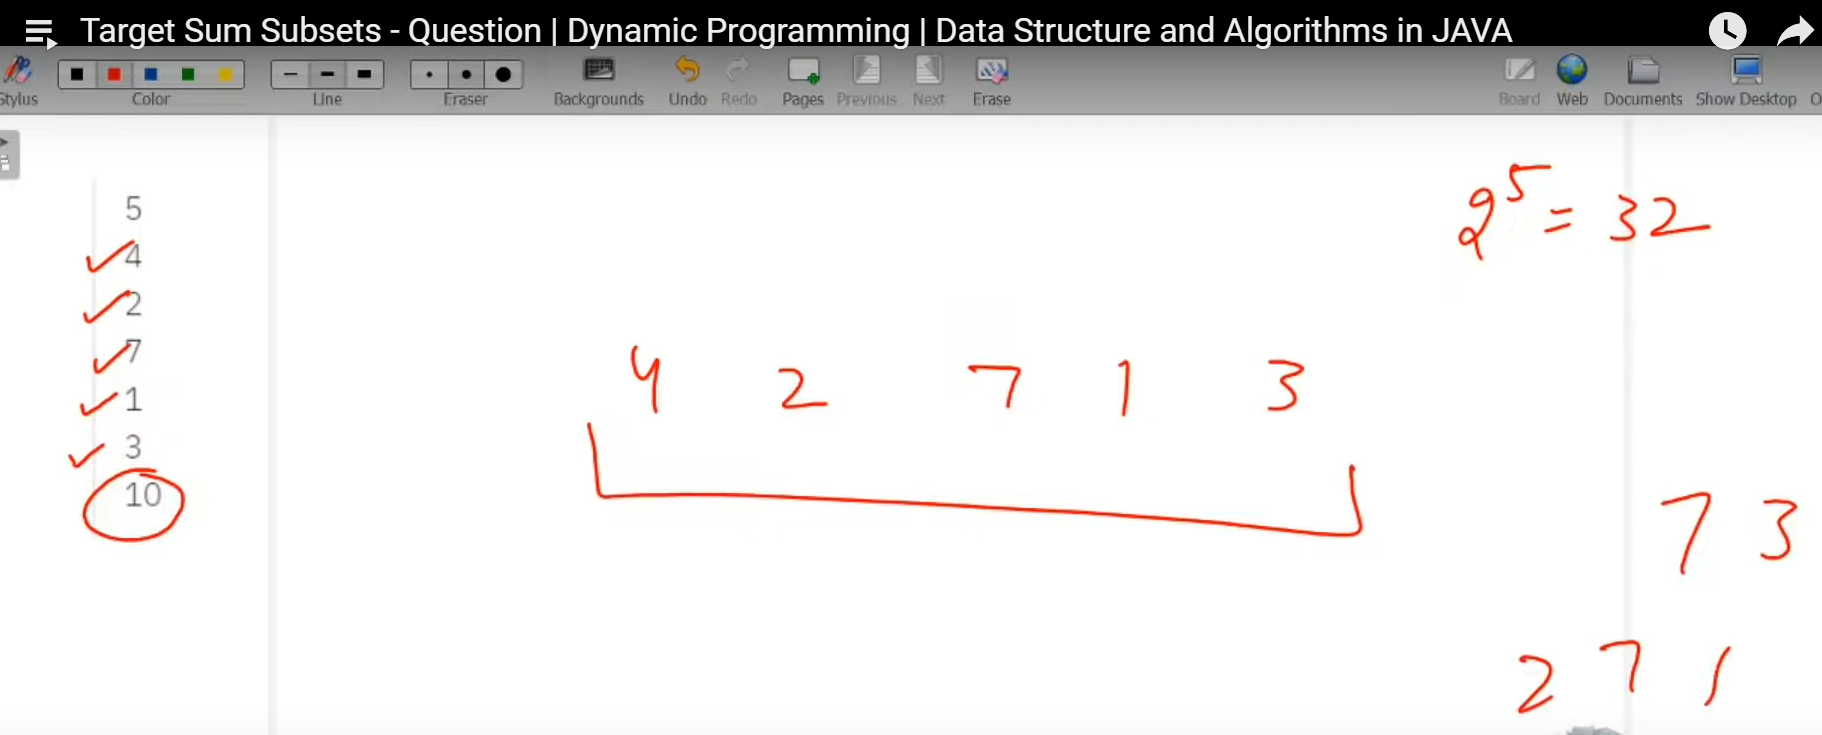 Target Sum Subsets - Question | Dynamic Programming | Data Structure and Algorithms in JAVA
Stylus Color Line Eraser Backgrounds Undo Redo Pages Previous Next Erase Board Web Documents Show Desktop
5
4
2
7
1
3
10
2^5 = 32
4 2 7 1 3
7 3
2 7 1